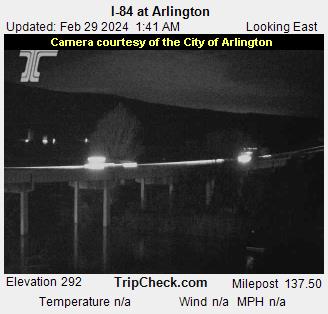 I-84 at Arlington
Updated: Feb 29 2024 1:41 AM Looking East
Camera courtesy of the City of Arlington
Elevation 292 TripCheck.com Milepost 137.50
Temperature n/a Wind n/a MPH n/a